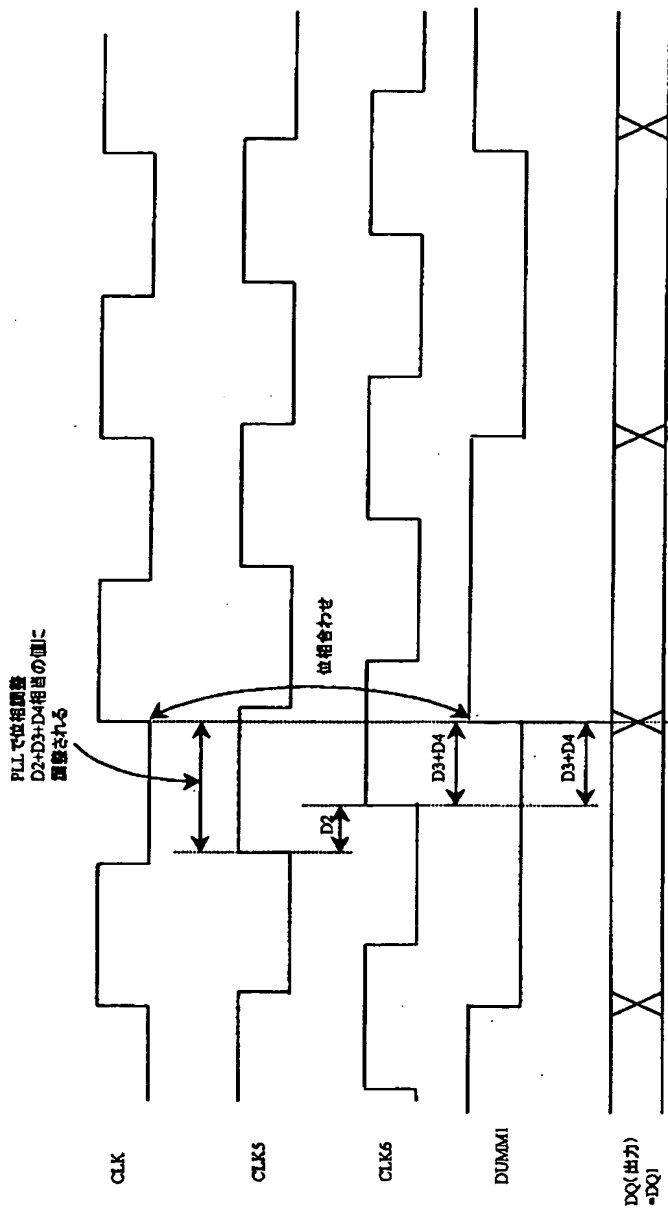 PLLで位相調整
D2+D3+D4相当の値に
調整される
位相合わせ
CLK
CLK5
D2
CLK6
D3+D4
DUMM1
D3+D4
DQ(出力)
=DQ1